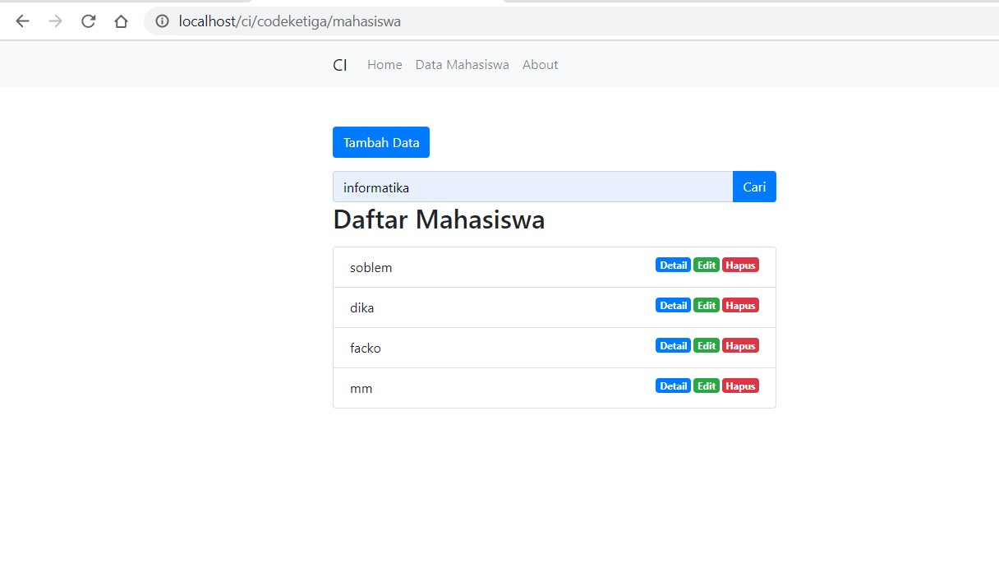 localhost/ci/codeketiga/mahasiswa
CI Home Data Mahasiswa About
Tambah Data
informatika Cari
Daftar Mahasiswa
soblem Detail Edit Hapus
dika Detail Edit Hapus
facko Detail Edit Hapus
mm Detail Edit Hapus